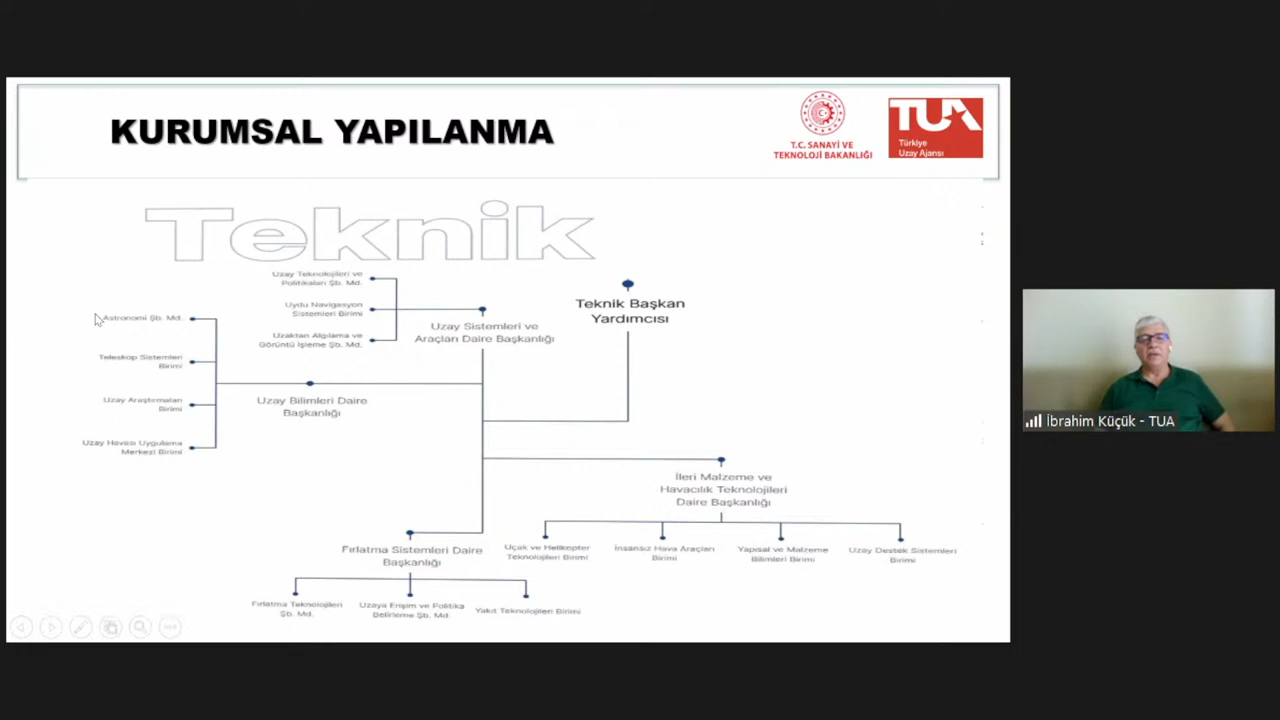 KURUMSAL YAPILANMA
T.C. SANAYİ VE
TEKNOLOJİ BAKANLIĞI
TUA
Türkiye
Uzay Ajansı
Teknik
Teknik Başkan
Yardımcısı
Uzay Teknolojileri ve
Politikaları Şb. Md.
Uydu Navigasyon
Sistemleri Birimi
Uzaktan Algılama ve
Görüntü İşleme Şb. Md.
Uzay Sistemleri ve
Araçları Daire Başkanlığı
Astronomi Şb. Md.
Teleskop Sistemleri
Birimi
Uzay Araştırmaları
Birimi
Uzay Havası Uygulama
Merkezi Birimi
Uzay Bilimleri Daire
Başkanlığı
İleri Malzeme ve
Havacılık Teknolojileri
Daire Başkanlığı
Uçak ve Helikopter
Teknolojileri Birimi
İnsansız Hava Araçları
Birimi
Yapısal ve Malzeme
Bilimleri Birimi
Uzay Destek Sistemleri
Birimi
Fırlatma Sistemleri Daire
Başkanlığı
Fırlatma Teknolojileri
Şb. Md.
Uzaya Erişim ve Politika
Belirleme Şb. Md.
Yakıt Teknolojileri Birimi
İbrahim Küçük - TUA